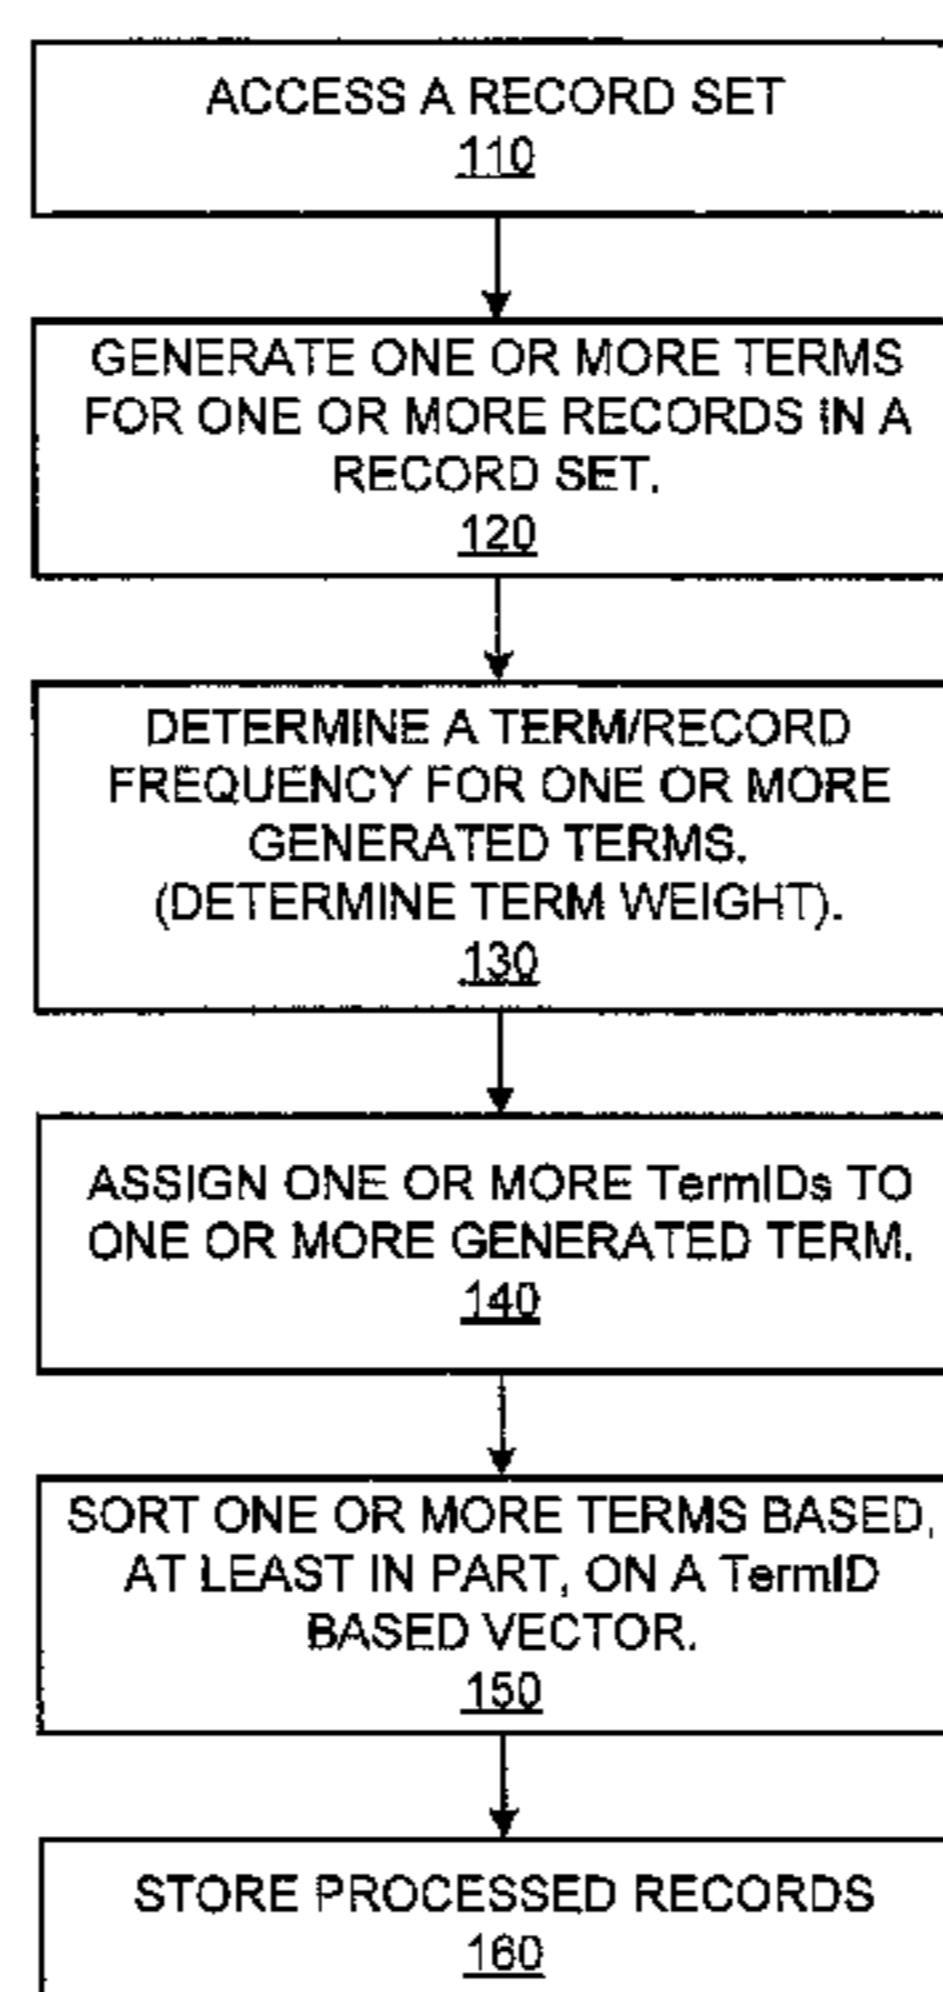 ACCESS A RECORD SET
110
GENERATE ONE OR MORE TERMS
FOR ONE OR MORE RECORDS IN A
RECORD SET.
120
DETERMINE A TERM/RECORD
FREQUENCY FOR ONE OR MORE
GENERATED TERMS.
(DETERMINE TERM WEIGHT).
130
ASSIGN ONE OR MORE TermIDs TO
ONE OR MORE GENERATED TERM.
140
SORT ONE OR MORE TERMS BASED,
AT LEAST IN PART, ON A TermID
BASED VECTOR.
150
STORE PROCESSED RECORDS
160